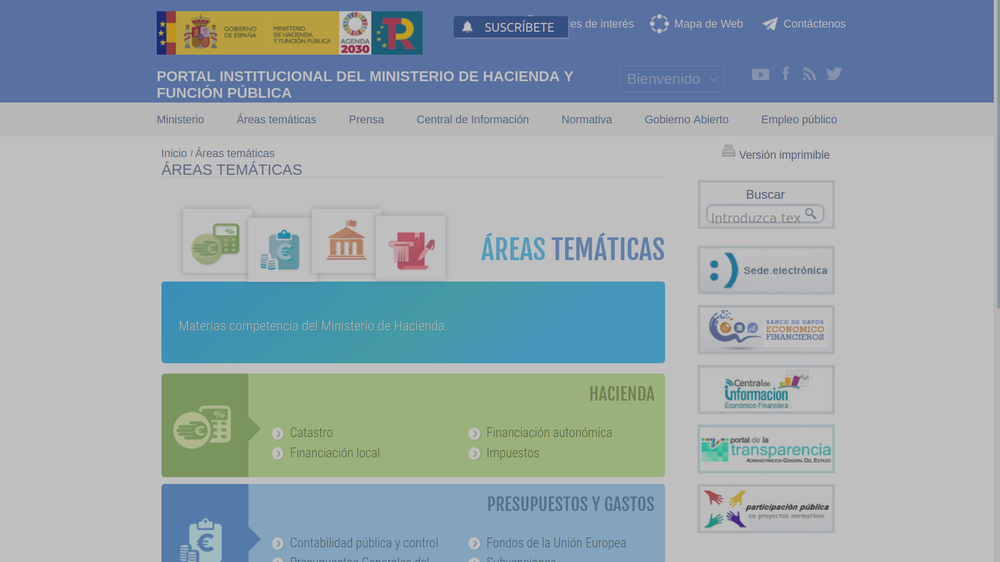 GOBIERNO
DE ESPAÑA
MINISTERIO
DE HACIENDA
Y FUNCIÓN PÚBLICA
AGENDA
2030
TR
SUSCRÍBETE
es de interés
Mapa de Web
Contáctenos
PORTAL INSTITUCIONAL DEL MINISTERIO DE HACIENDA Y
FUNCIÓN PÚBLICA
Bienvenido
Ministerio
Áreas temáticas
Prensa
Central de Información
Normativa
Gobierno Abierto
Empleo público
Inicio / Áreas temáticas
ÁREAS TEMÁTICAS
Versión imprimible
Buscar
Introduzca tex
ÁREAS TEMÁTICAS
Materias competencia del Ministerio de Hacienda.
HACIENDA
Catastro
Financiación autonómica
Financiación local
Impuestos
PRESUPUESTOS Y GASTOS
Contabilidad pública y control
Fondos de la Unión Europea
Presupuestos Generales del
Subvenciones
Sede.electrónica
BANCO DE DATOS
ECONOMICO
FINANCIEROS
Central de
información
Económico-Financiera
portal de la
transparencia
ADMINISTRACION GENERAL DEL ESTADO
participación pública
en proyectos normativos